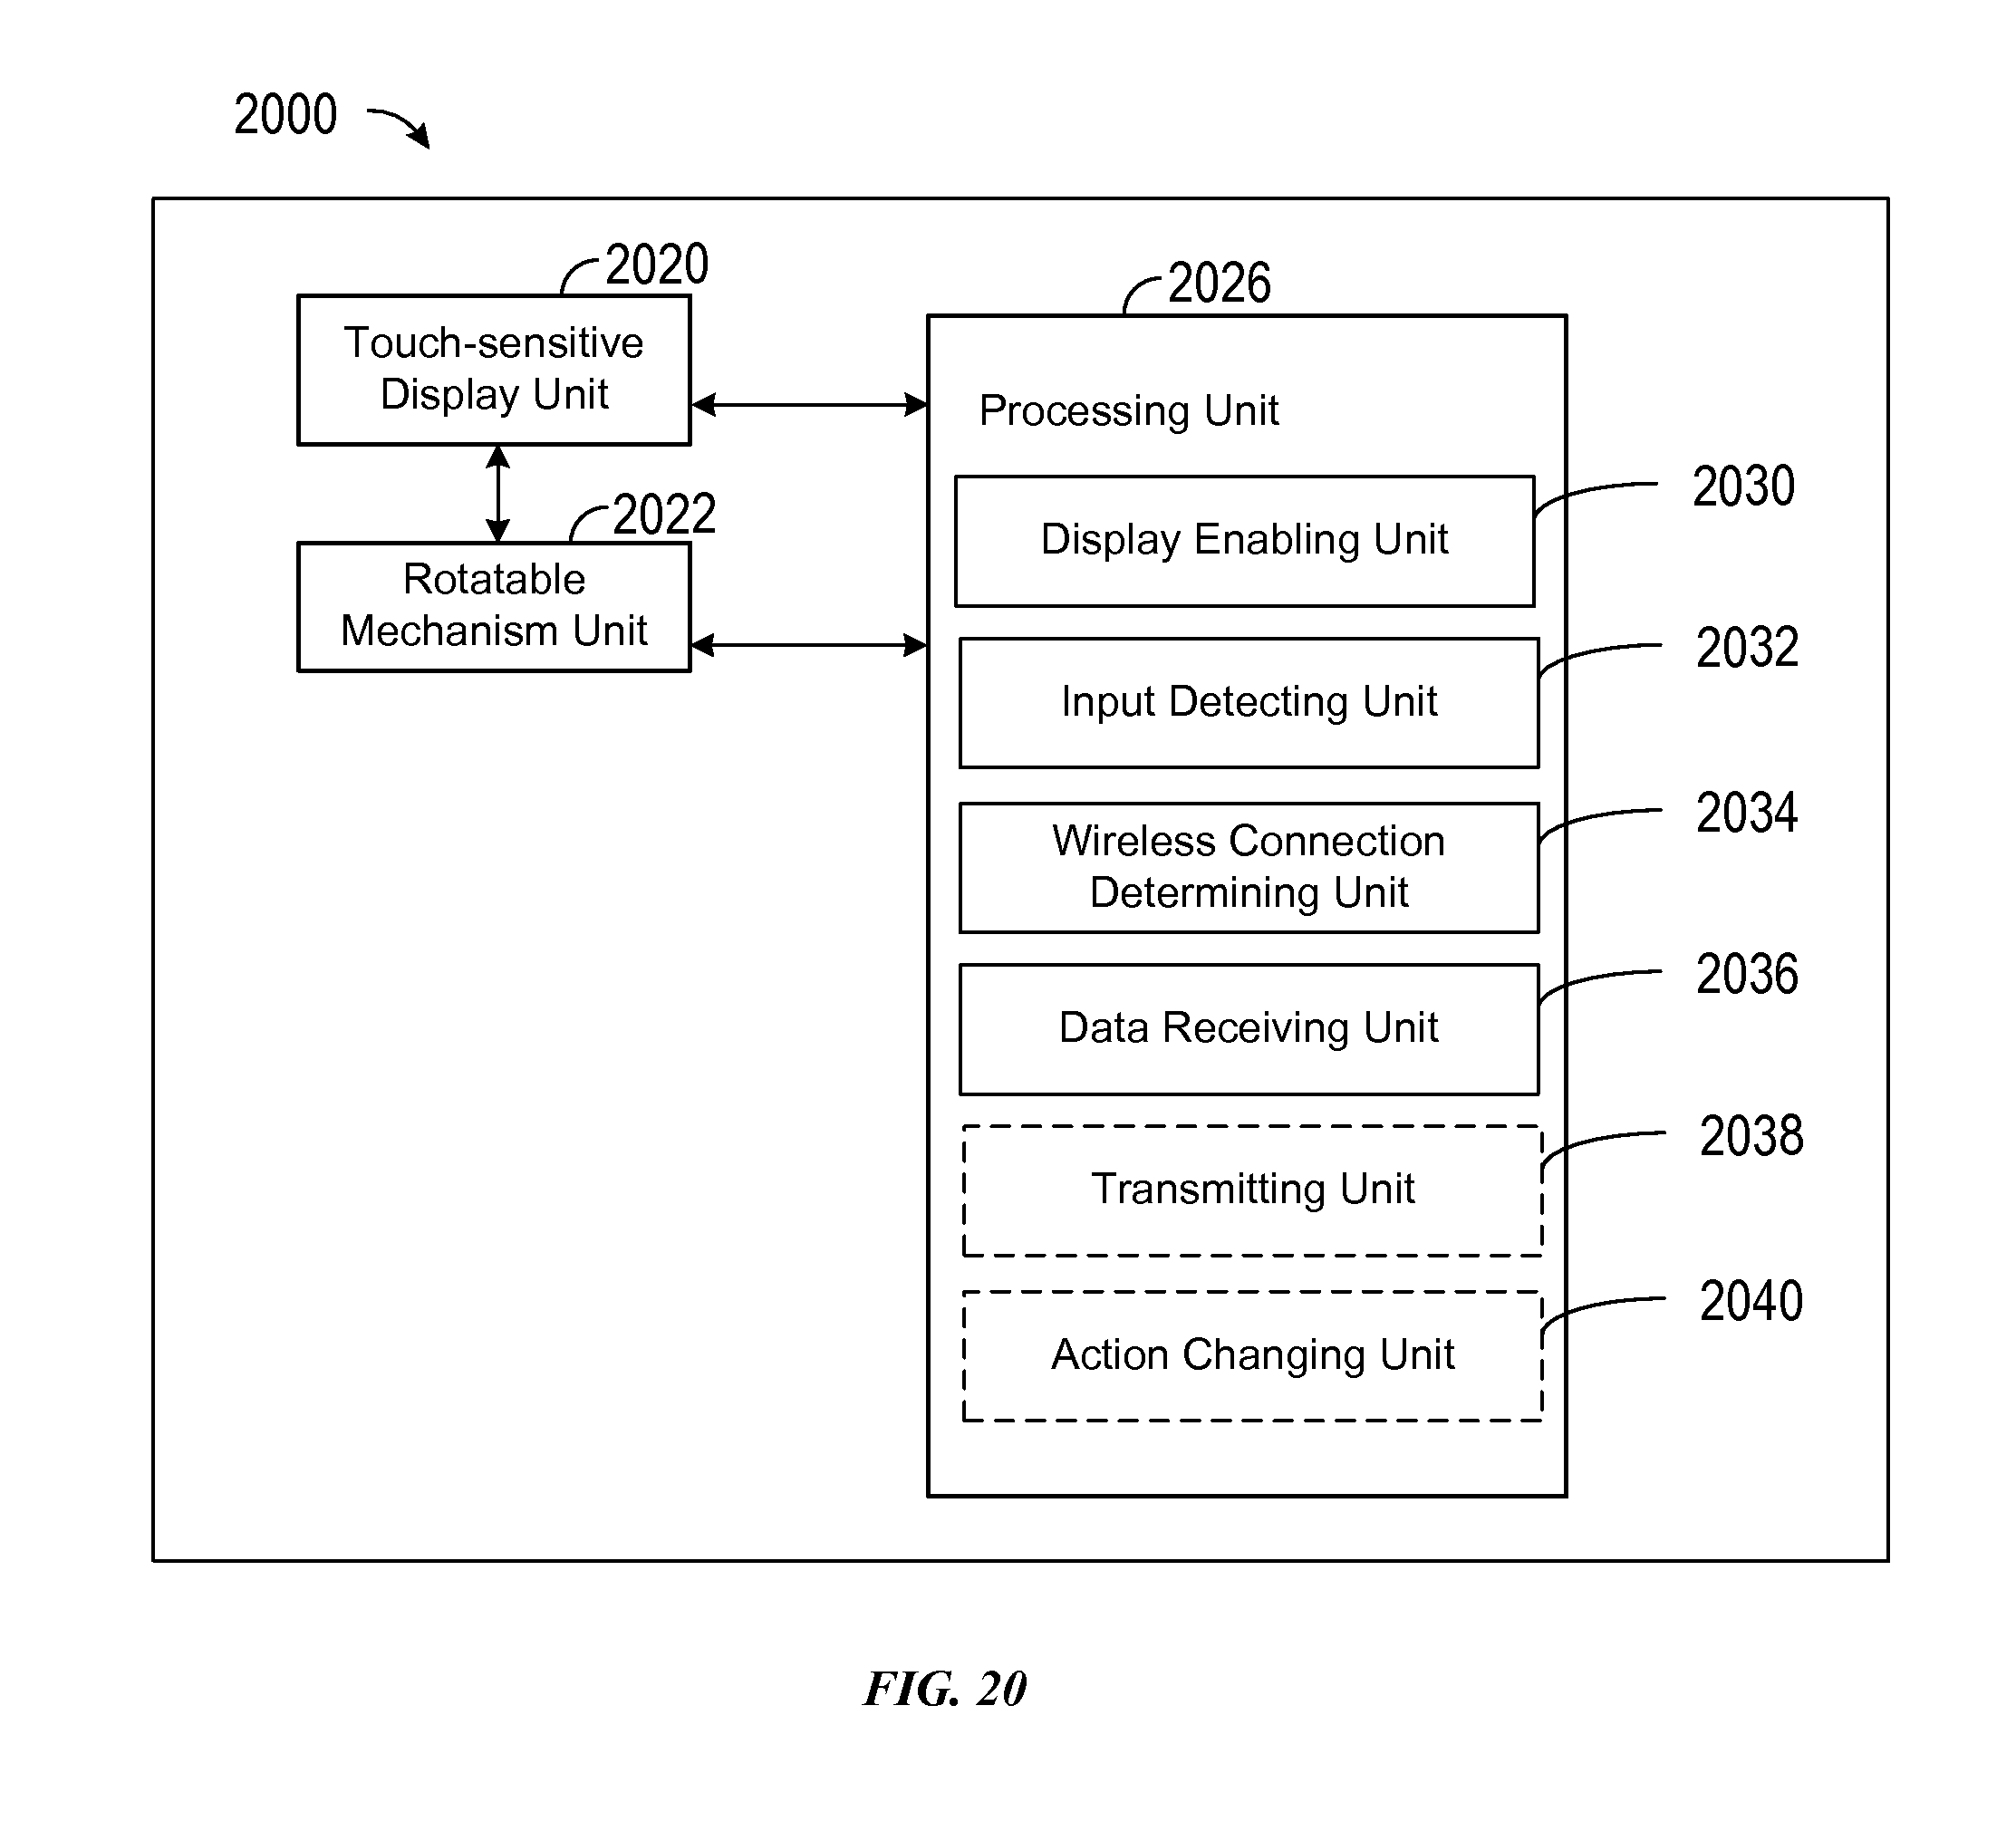 2000
2020
Touch-sensitive
Display Unit
2022
Rotatable
Mechanism Unit
2026
Processing Unit
2030
Display Enabling Unit
2032
Input Detecting Unit
2034
Wireless Connection
Determining Unit
2036
Data Receiving Unit
2038
Transmitting Unit
2040
Action Changing Unit
FIG. 20